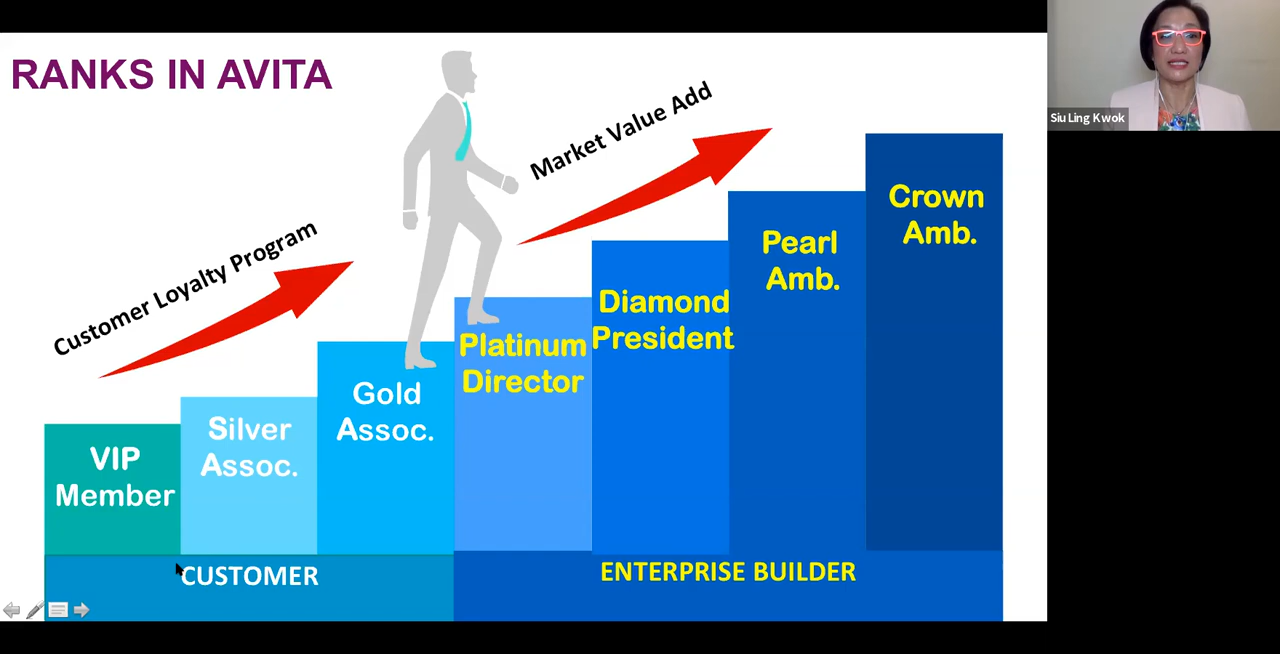 RANKS IN AVITA
Siu Ling Kwok
Customer Loyalty Program
Market Value Add
VIP
Member
Silver
Assoc.
Gold
Assoc.
Platinum
Director
Diamond
President
Pearl
Amb.
Crown
Amb.
CUSTOMER
ENTERPRISE BUILDER